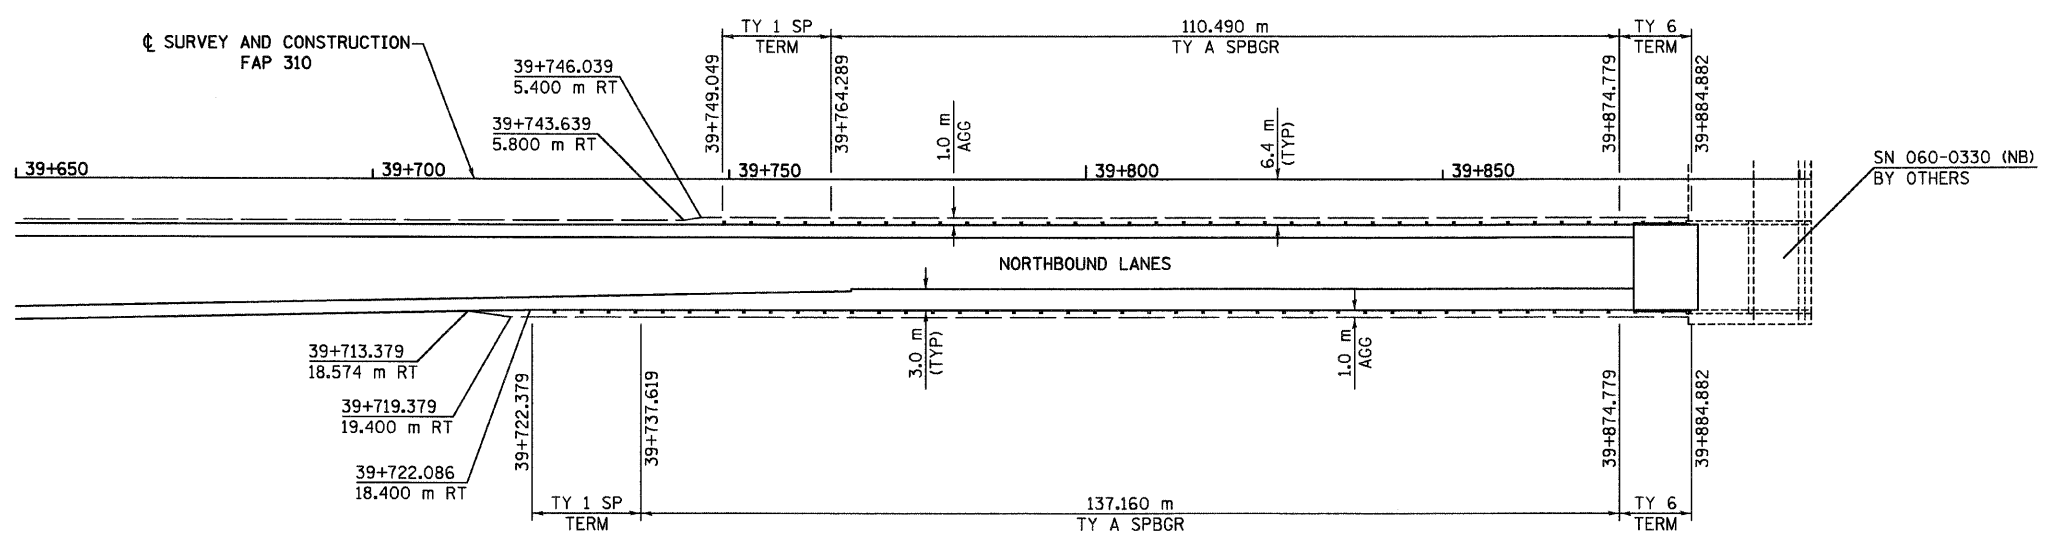 ℄ SURVEY AND CONSTRUCTION
FAP 310
39+746.039
5.400 m RT
39+743.639
5.800 m RT
TY 1 SP
TERM
110.490 m
TY A SPBGR
TY 6
TERM
39+749.049
39+764.289
1.0 m
AGG
6.4 m
(TYP)
39+874.779
39+884.882
SN 060-0330 (NB)
BY OTHERS
39+650
39+700
39+750
39+800
39+850
NORTHBOUND LANES
39+713.379
18.574 m RT
39+719.379
19.400 m RT
39+722.086
18.400 m RT
39+722.379
39+737.619
3.0 m
(TYP)
1.0 m
AGG
39+874.779
39+884.882
TY 1 SP
TERM
137.160 m
TY A SPBGR
TY 6
TERM